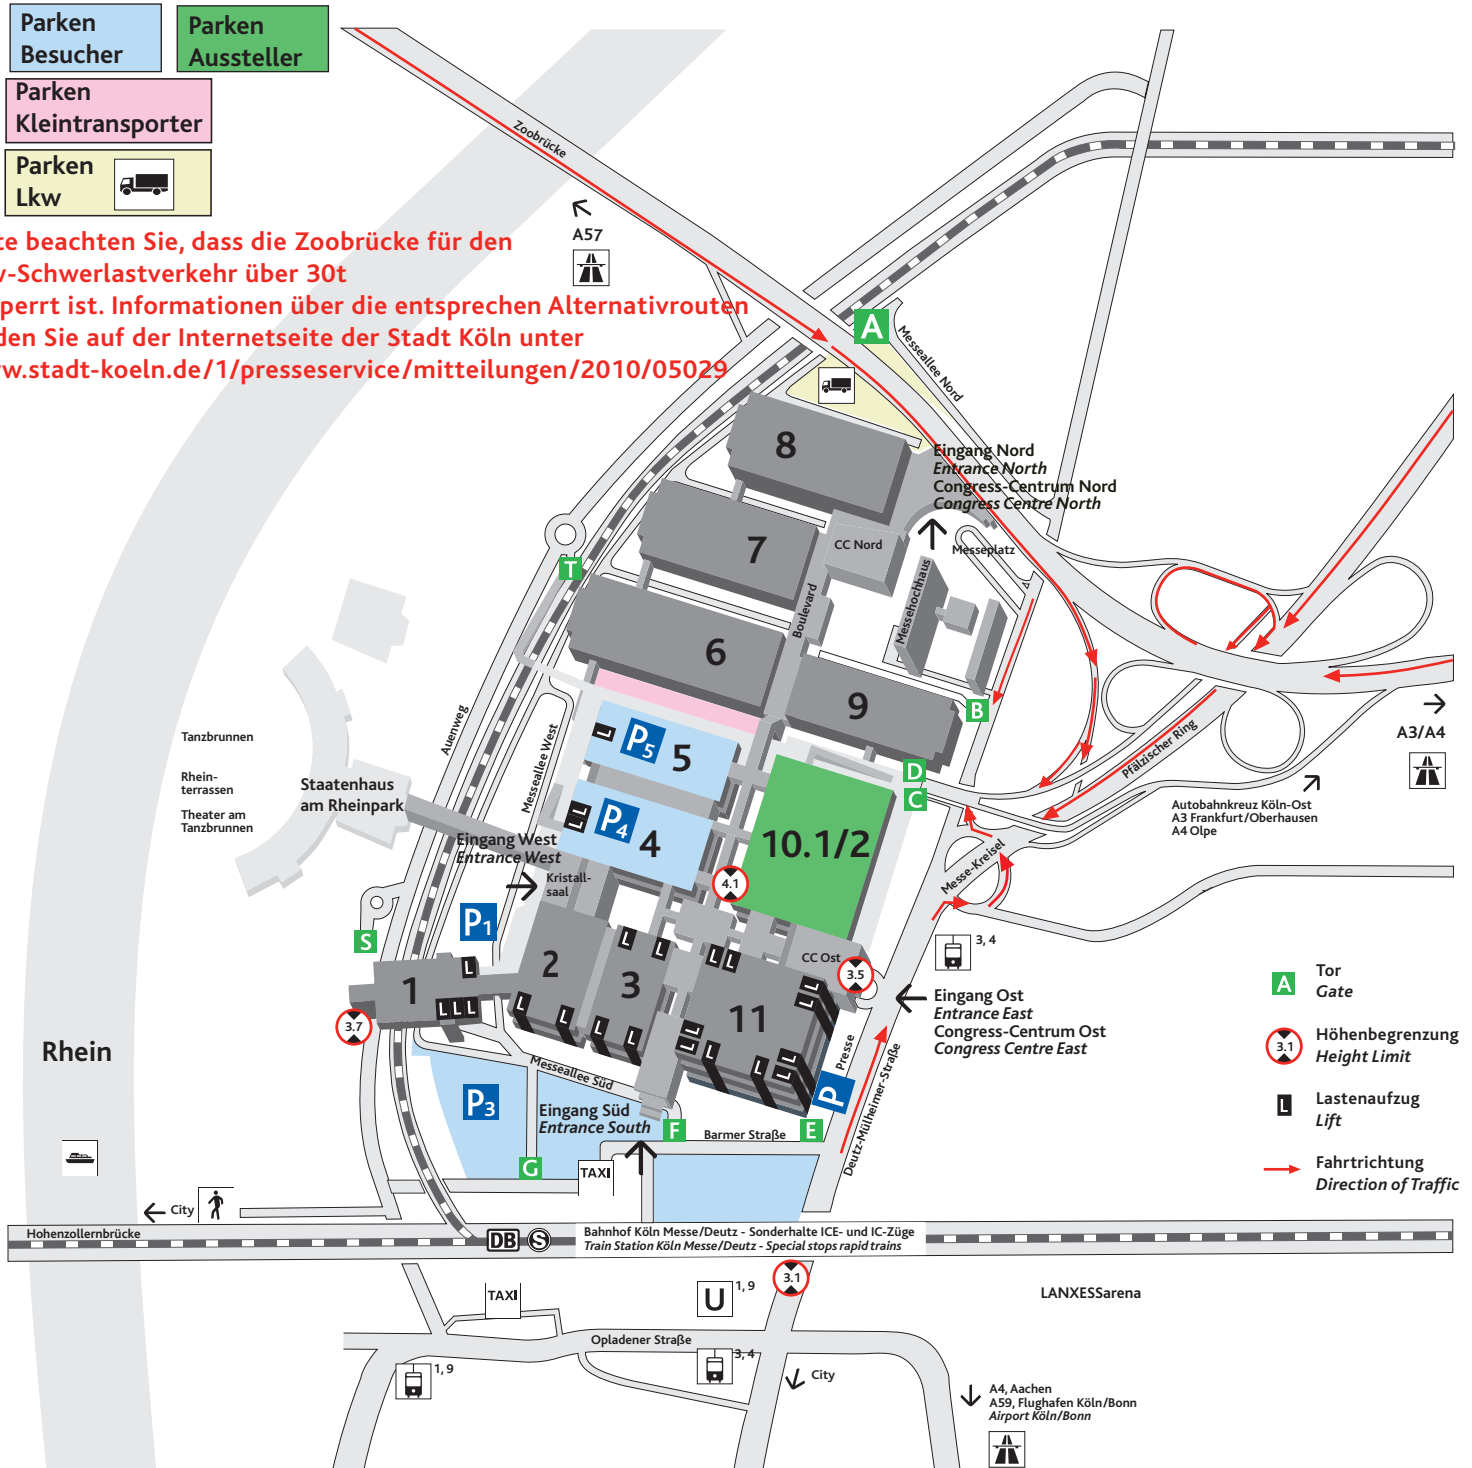 Parken
Besucher
Parken
Aussteller
Parken
Kleintransporter
Parken
Lkw
beachten Sie, dass die Zoobrücke für den
-Schwerlastverkehr über 30t
ist. Informationen über die entsprechen Alternativrouten
Sie auf der Internetseite der Stadt Köln unter
.stadt-koeln.de/1/presseservice/mitteilungen/2010/05029
Zoobrücke
A57
A
Messeallee Nord
8
Eingang Nord
Entrance North
Congress-Centrum Nord
Congress Centre North
7
CC Nord
Messeplatz
T
Boulevard
Messehochhaus
6
9
B
Auenweg
Messeallee West
Tanzbrunnen
Rhein-
terrassen
Theater am
Tanzbrunnen
Staatenhaus
am Rheinpark
L
P5
5
D
C
Pfälzischer Ring
A3/A4
Autobahnkreuz Köln-Ost
A3 Frankfurt/Oberhausen
A4 Olpe
L
L
P4
4
10.1/2
Eingang West
Entrance West
Kristall-
saal
4.1
Messe-Kreisel
P1
S
L
L
L
L
3, 4
2
3
CC Ost
3.5
L
1
L
L
L
L
L
11
L
L
Eingang Ost
Entrance East
Congress-Centrum Ost
Congress Centre East
3.7
L
L
L
L
L
L
L
L
L
L
Presse
Deutz-Mülheimer-Straße
Rhein
Messeallee Süd
P3
P
Eingang Süd
Entrance South
F
Barmer Straße
E
G
TAXI
A
Tor
Gate
3.1
Höhenbegrenzung
Height Limit
L
Lastenaufzug
Lift
Fahrtrichtung
Direction of Traffic
City
Hohenzollernbrücke
DB
S
Bahnhof Köln Messe/Deutz - Sonderhalte ICE- und IC-Züge
Train Station Köln Messe/Deutz - Special stops rapid trains
3.1
TAXI
U
1, 9
LANXESSarena
Opladener Straße
1, 9
3, 4
City
A4, Aachen
A59, Flughafen Köln/Bonn
Airport Köln/Bonn